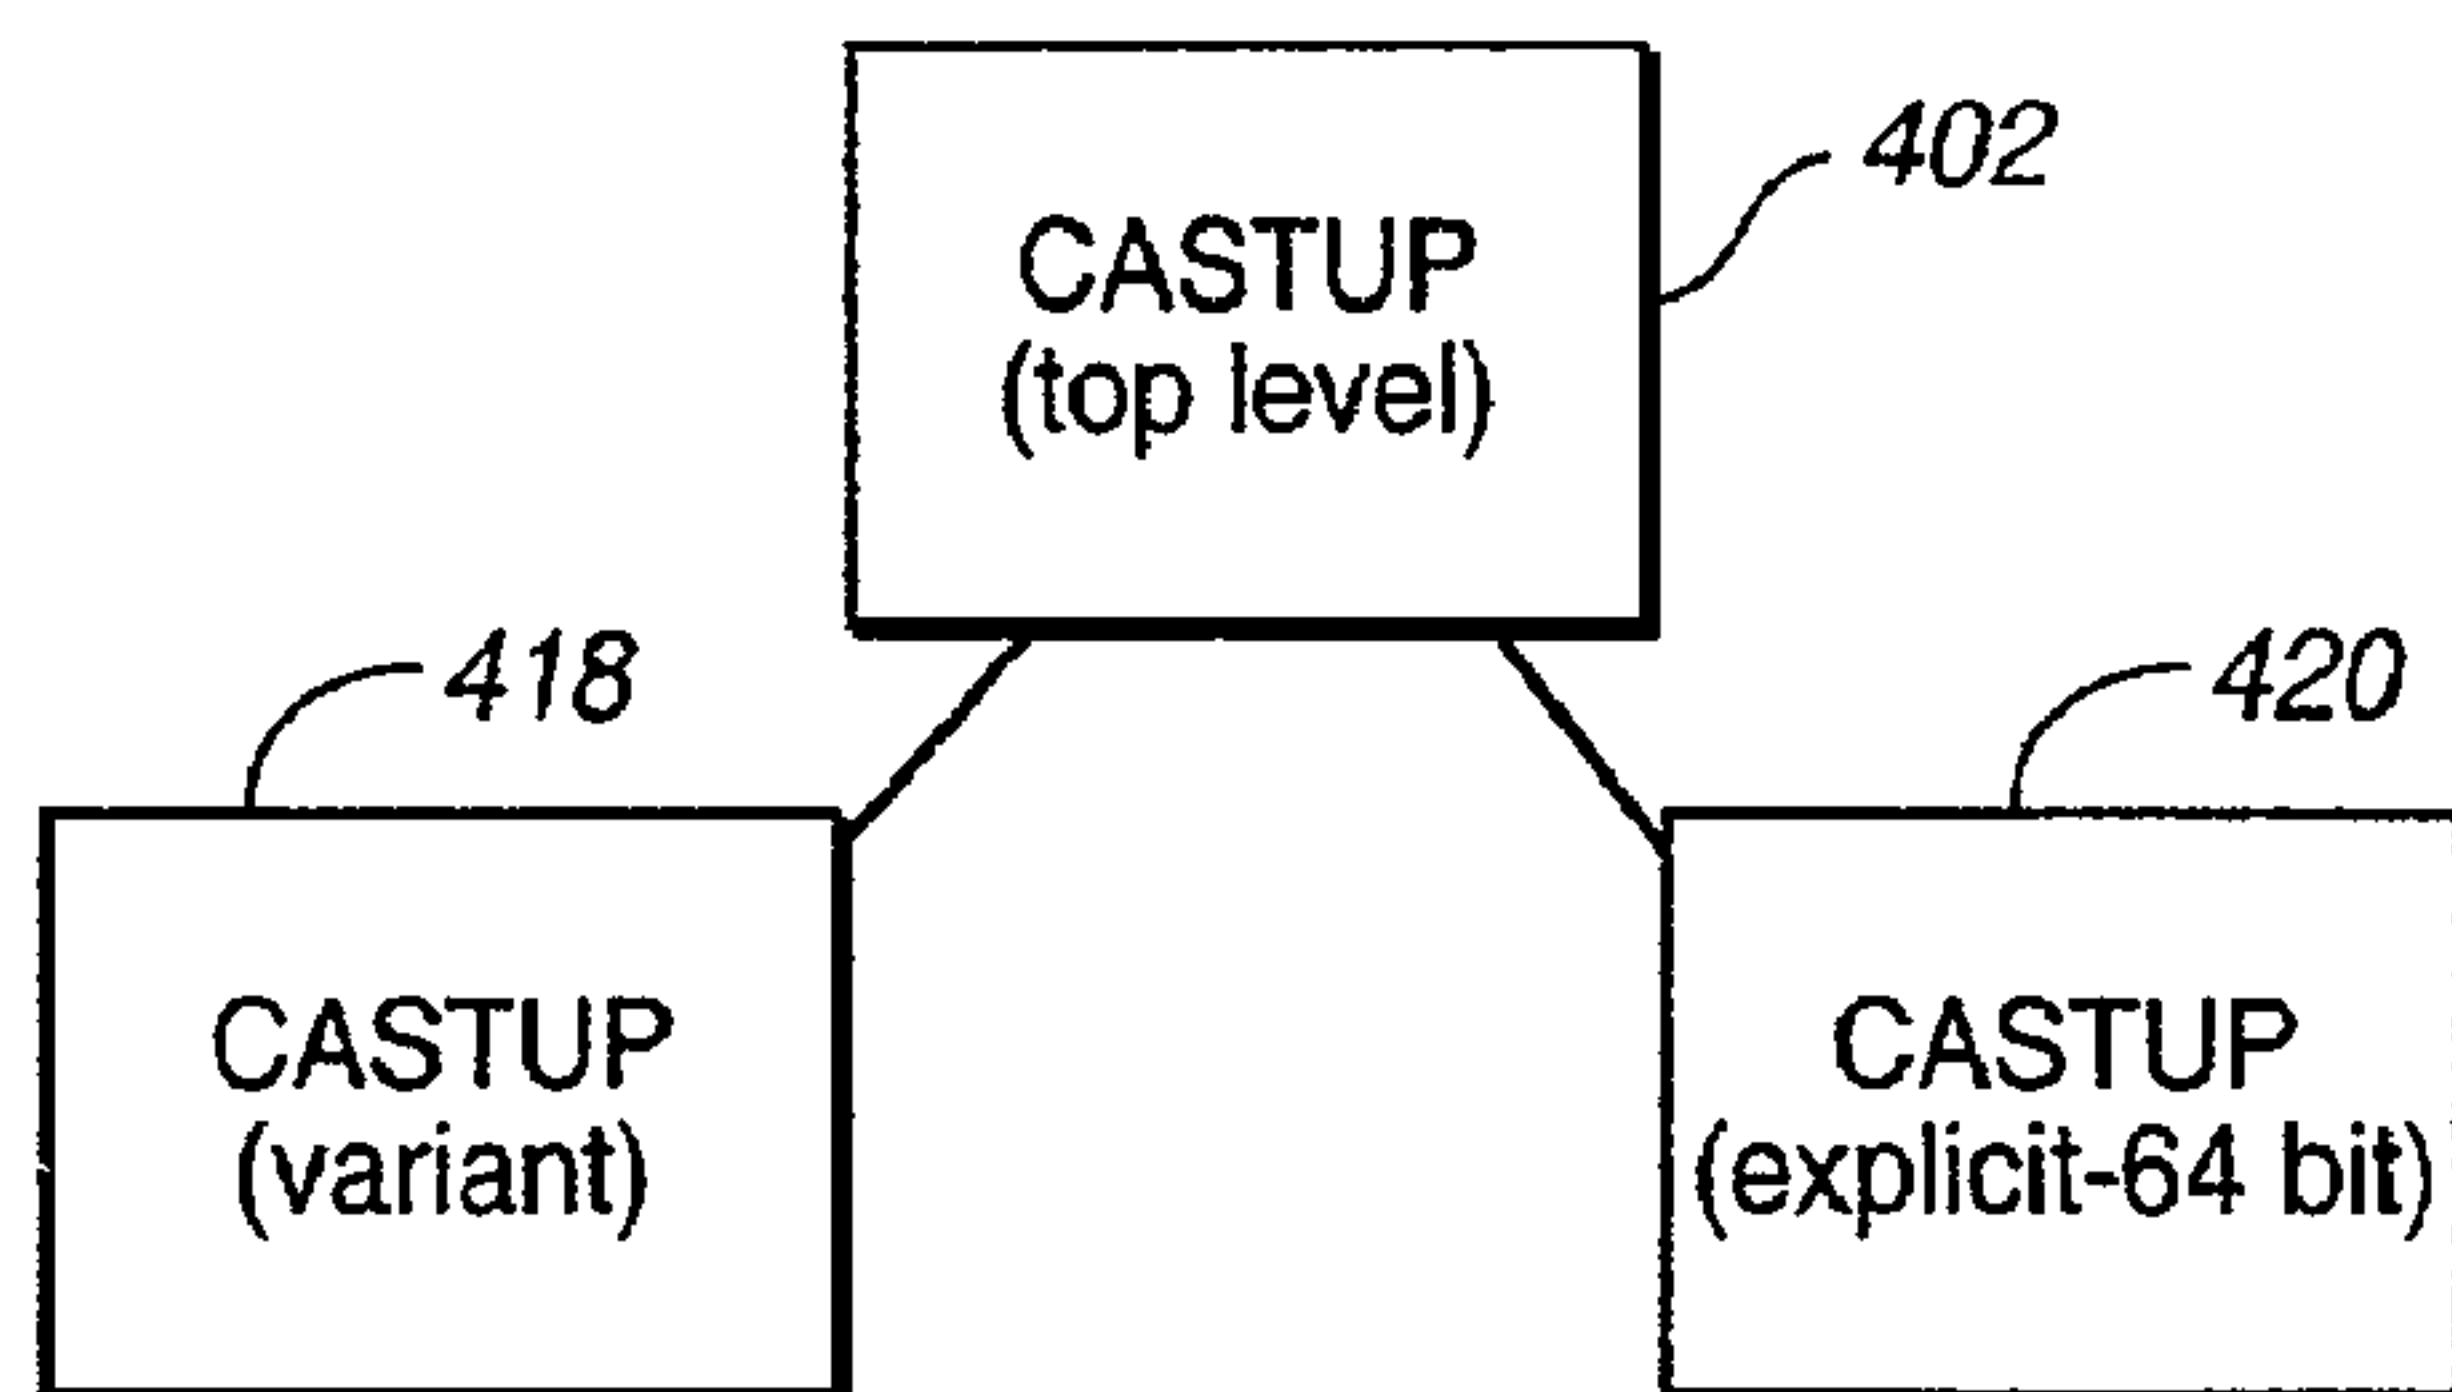 402
CASTUP
(top level)
418
420
CASTUP
(variant)
CASTUP
(explicit-64 bit)